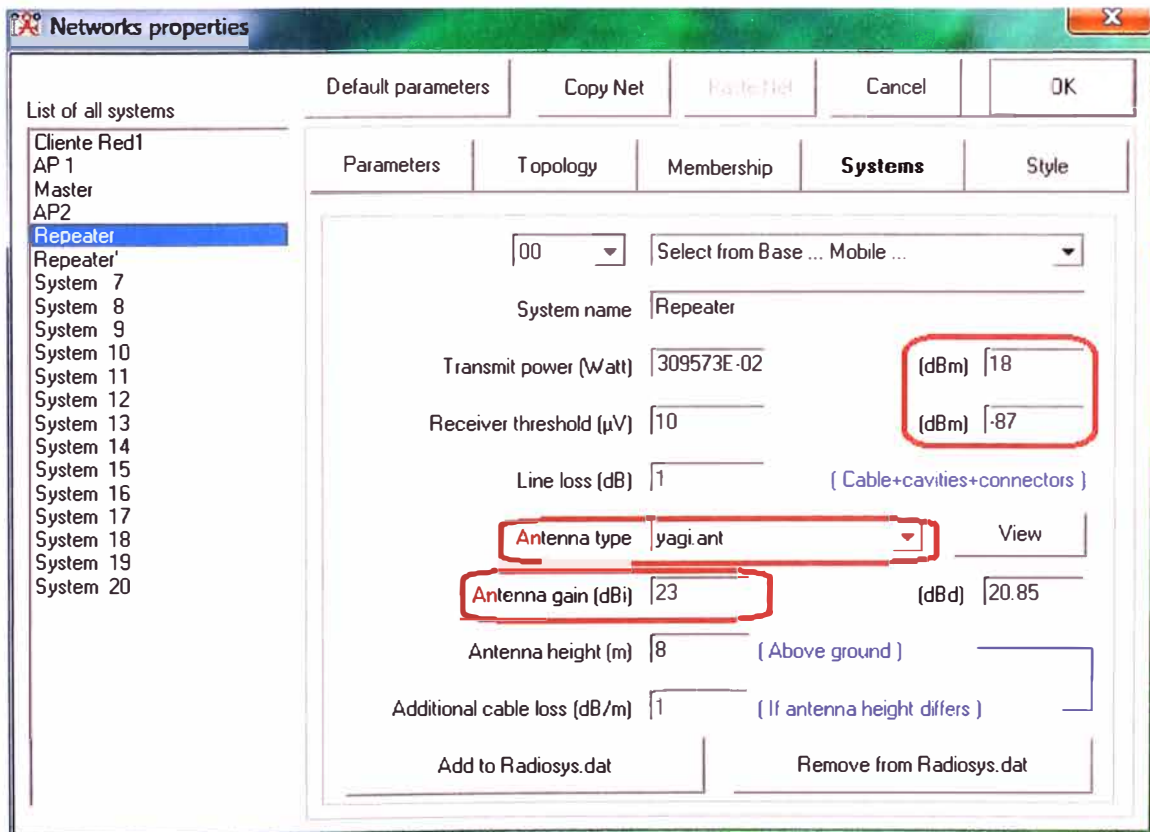 Networks properties
Default parameters
Copy Net
Paste Net
Cancel
OK
List of all systems
Cliente Red1
AP 1
Master
AP2
Repeater
Repeater'
System 7
System 8
System 9
System 10
System 11
System 12
System 13
System 14
System 15
System 16
System 17
System 18
System 19
System 20
Parameters
Topology
Membership
Systems
Style
00
Select from Base ... Mobile ...
System name Repeater
Transmit power (Watt) 309573E-02 (dBm) 18
Receiver threshold (µV) 10 (dBm) -87
Line loss (dB) 1 ( Cable+cavities+connectors )
Antenna type yagi.ant View
Antenna gain (dBi) 23 (dBd) 20.85
Antenna height (m) 8 ( Above ground )
Additional cable loss (dB/m) 1 ( If antenna height differs )
Add to Radiosys.dat
Remove from Radiosys.dat